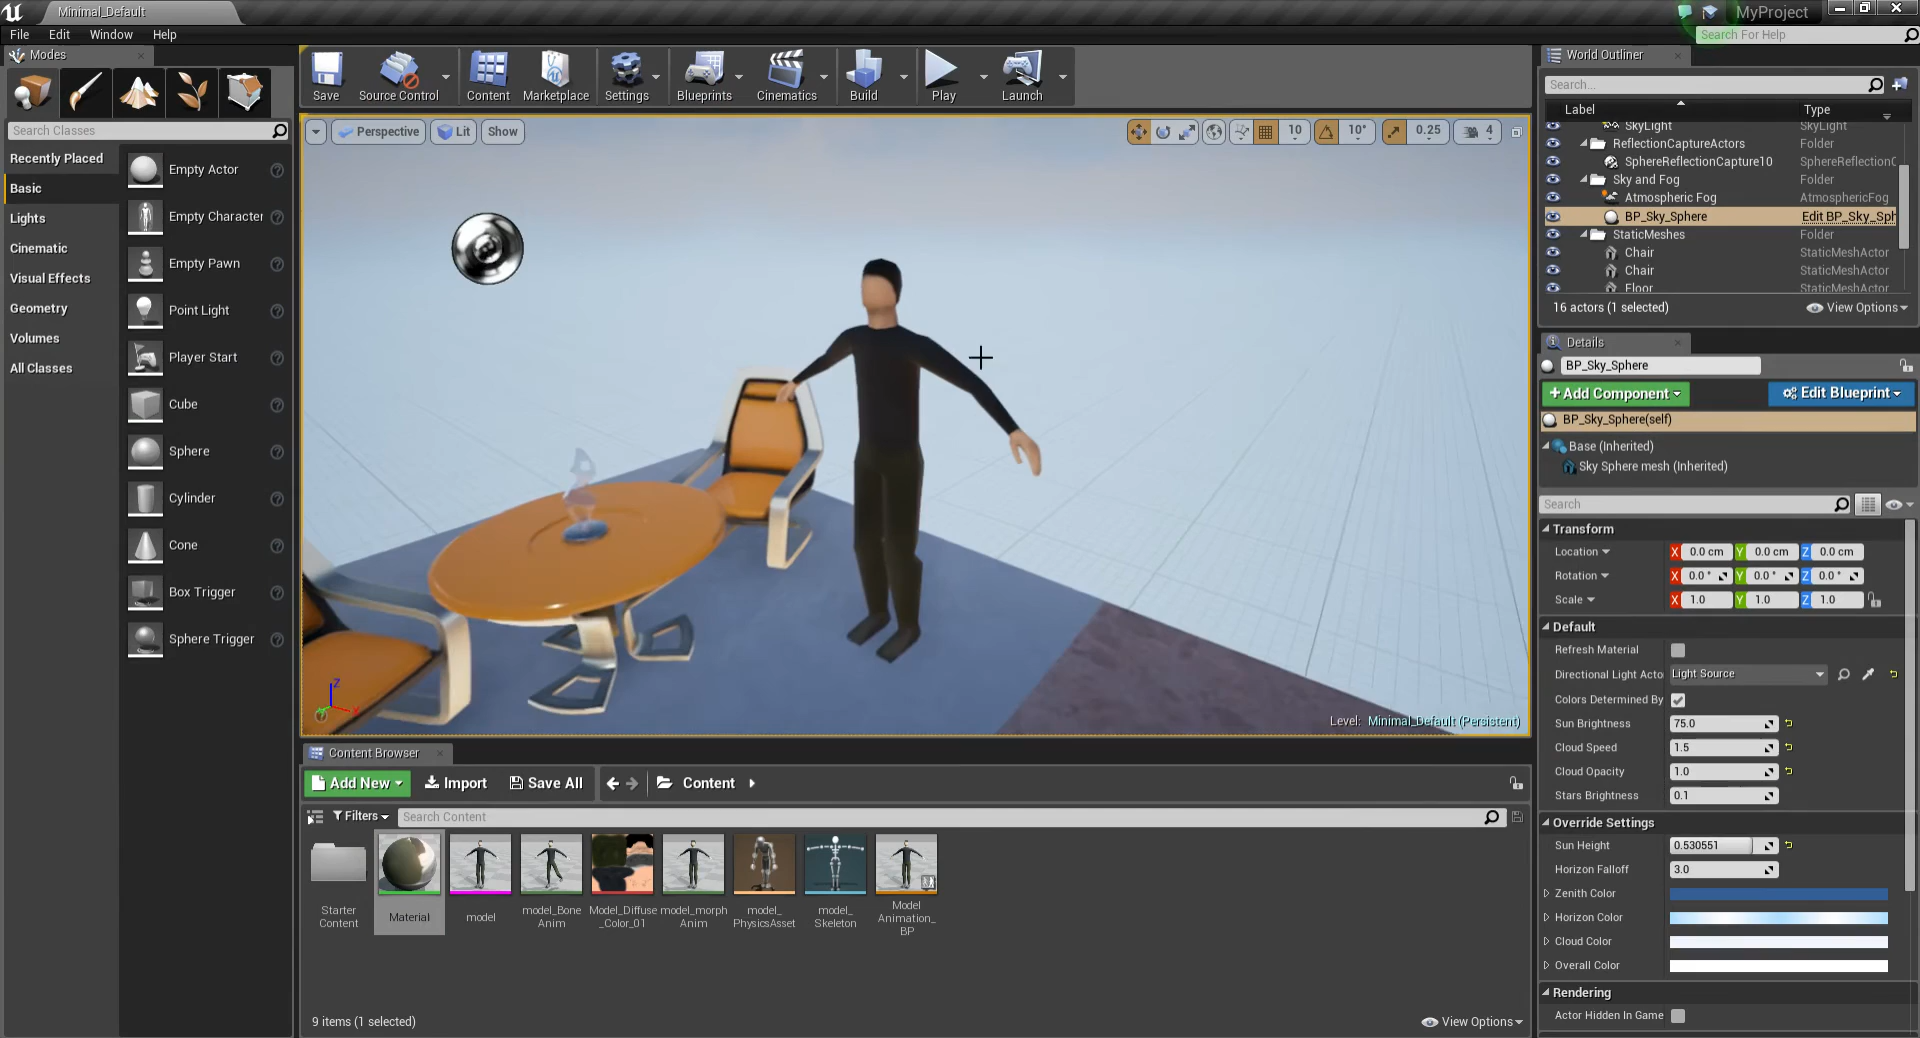 Minimal_Default
MyProject
File Edit Window Help
Search For Help
Modes
Search Classes
Recently Placed
Basic
Lights
Cinematic
Visual Effects
Geometry
Volumes
All Classes
Empty Actor
Empty Character
Empty Pawn
Point Light
Player Start
Cube
Sphere
Cylinder
Cone
Box Trigger
Sphere Trigger
Save
Source Control
Content
Marketplace
Settings
Blueprints
Cinematics
Build
Play
Launch
Perspective
Lit
Show
10
10°
0.25
4
Z
X
Level: Minimal_Default (Persistent)
Content Browser
Add New
Import
Save All
Content
Filters
Search Content
Starter Content
Material
model
model_Bone Anim
Model_Diffuse _Color_01
model_morph Anim
model_ PhysicsAsset
model_ Skeleton
Model Animation_ BP
9 items (1 selected)
View Options
World Outliner
Search...
Label Type
SkyLight SkyLight
ReflectionCaptureActors Folder
SphereReflectionCapture10 SphereReflectionC
Sky and Fog Folder
Atmospheric Fog AtmosphericFog
BP_Sky_Sphere Edit BP_Sky_Sph
StaticMeshes Folder
Chair StaticMeshActor
Chair StaticMeshActor
Floor StaticMeshActor
16 actors (1 selected)
View Options
Details
BP_Sky_Sphere
+Add Component
Edit Blueprint
BP_Sky_Sphere(self)
Base (Inherited)
Sky Sphere mesh (Inherited)
Search
Transform
Location X 0.0 cm Y 0.0 cm Z 0.0 cm
Rotation X 0.0 ° Y 0.0 ° Z 0.0 °
Scale X 1.0 Y 1.0 Z 1.0
Default
Refresh Material
Directional Light Acto Light Source
Colors Determined By
Sun Brightness 75.0
Cloud Speed 1.5
Cloud Opacity 1.0
Stars Brightness 0.1
Override Settings
Sun Height 0.530551
Horizon Falloff 3.0
Zenith Color
Horizon Color
Cloud Color
Overall Color
Rendering
Actor Hidden In Game